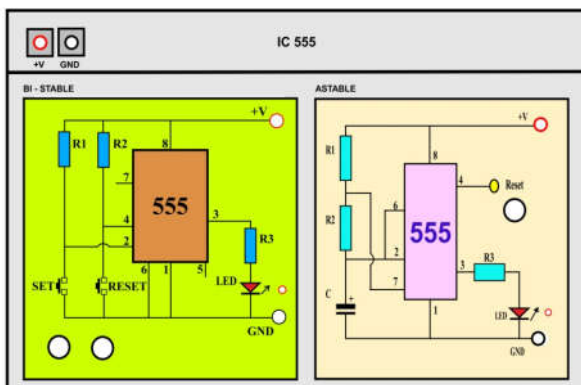 IC 555
+V GND
BI - STABLE
+V
R1 R2
8
7
555
4
3
2
R3
6 1 5
SET RESET
LED
GND
ASTABLE
+V
R1
8
4
Reset
6
R2
555
2
3 R3
7
C +
1
LED
GND